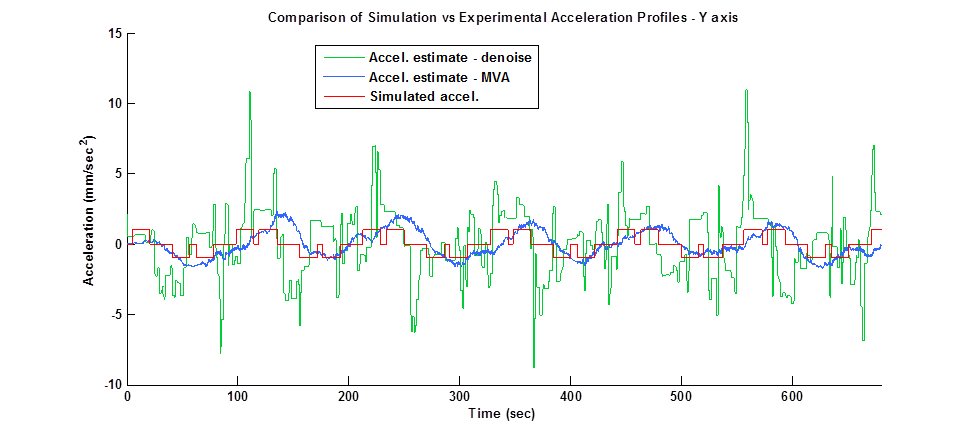 Comparison of Simulation vs Experimental Acceleration Profiles - Y axis
Accel. estimate - denoise
Accel. estimate - MVA
Simulated accel.
Acceleration (mm/sec²)
15
10
5
0
-5
-10
0 100 200 300 400 500 600
Time (sec)